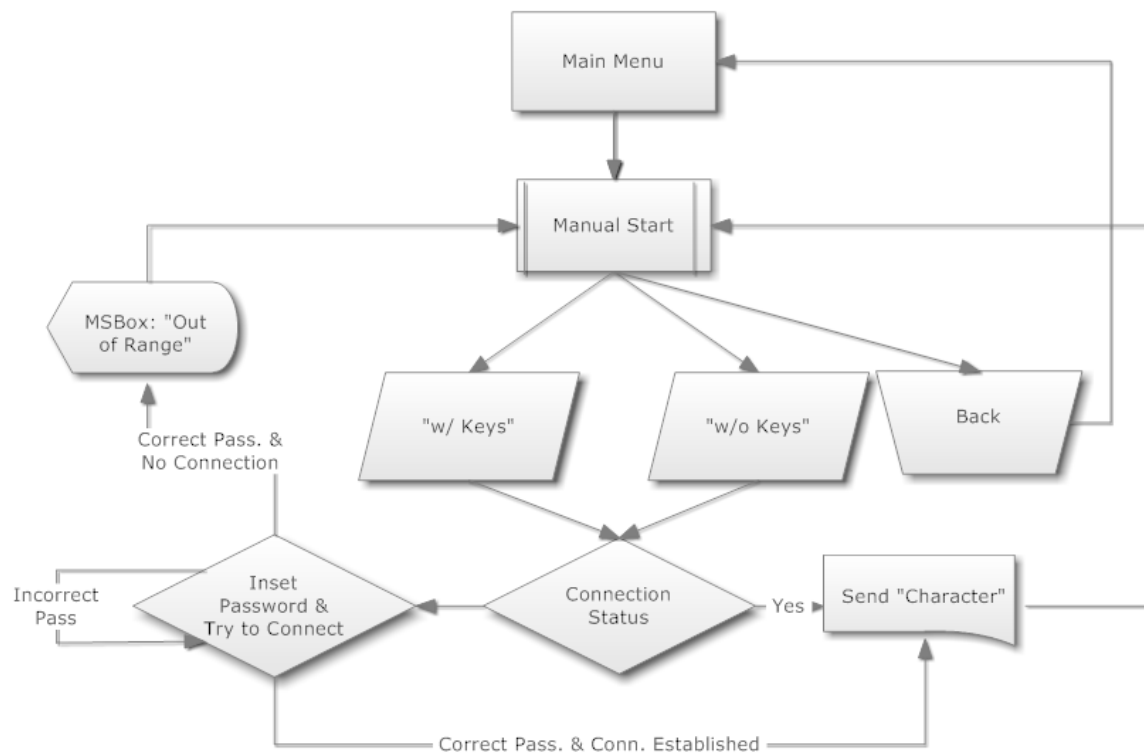 Main Menu
Manual Start
MSBox: "Out
of Range"
"w/ Keys"
"w/o Keys"
Back
Correct Pass. &
No Connection
Inset
Password &
Try to Connect
Incorrect
Pass
Connection
Status
Yes
Send "Character"
Correct Pass. & Conn. Established